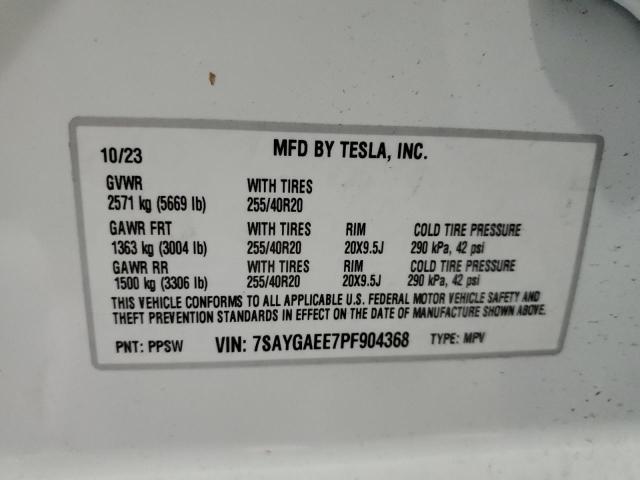 10/23 MFD BY TESLA, INC.
GVWR WITH TIRES
2571 kg (5669 lb) 255/40R20
GAWR FRT WITH TIRES RIM COLD TIRE PRESSURE
1363 kg (3004 lb) 255/40R20 20X9.5J 290 kPa, 42 psi
GAWR RR WITH TIRES RIM COLD TIRE PRESSURE
1500 kg (3306 lb) 255/40R20 20X9.5J 290 kPa, 42 psi
THIS VEHICLE CONFORMS TO ALL APPLICABLE U.S. FEDERAL MOTOR VEHICLE SAFETY AND
THEFT PREVENTION STANDARDS IN EFFECT ON THE DATE OF MANUFACTURE SHOWN ABOVE.
PNT: PPSW VIN: 7SAYGAEE7PF904368 TYPE: MPV